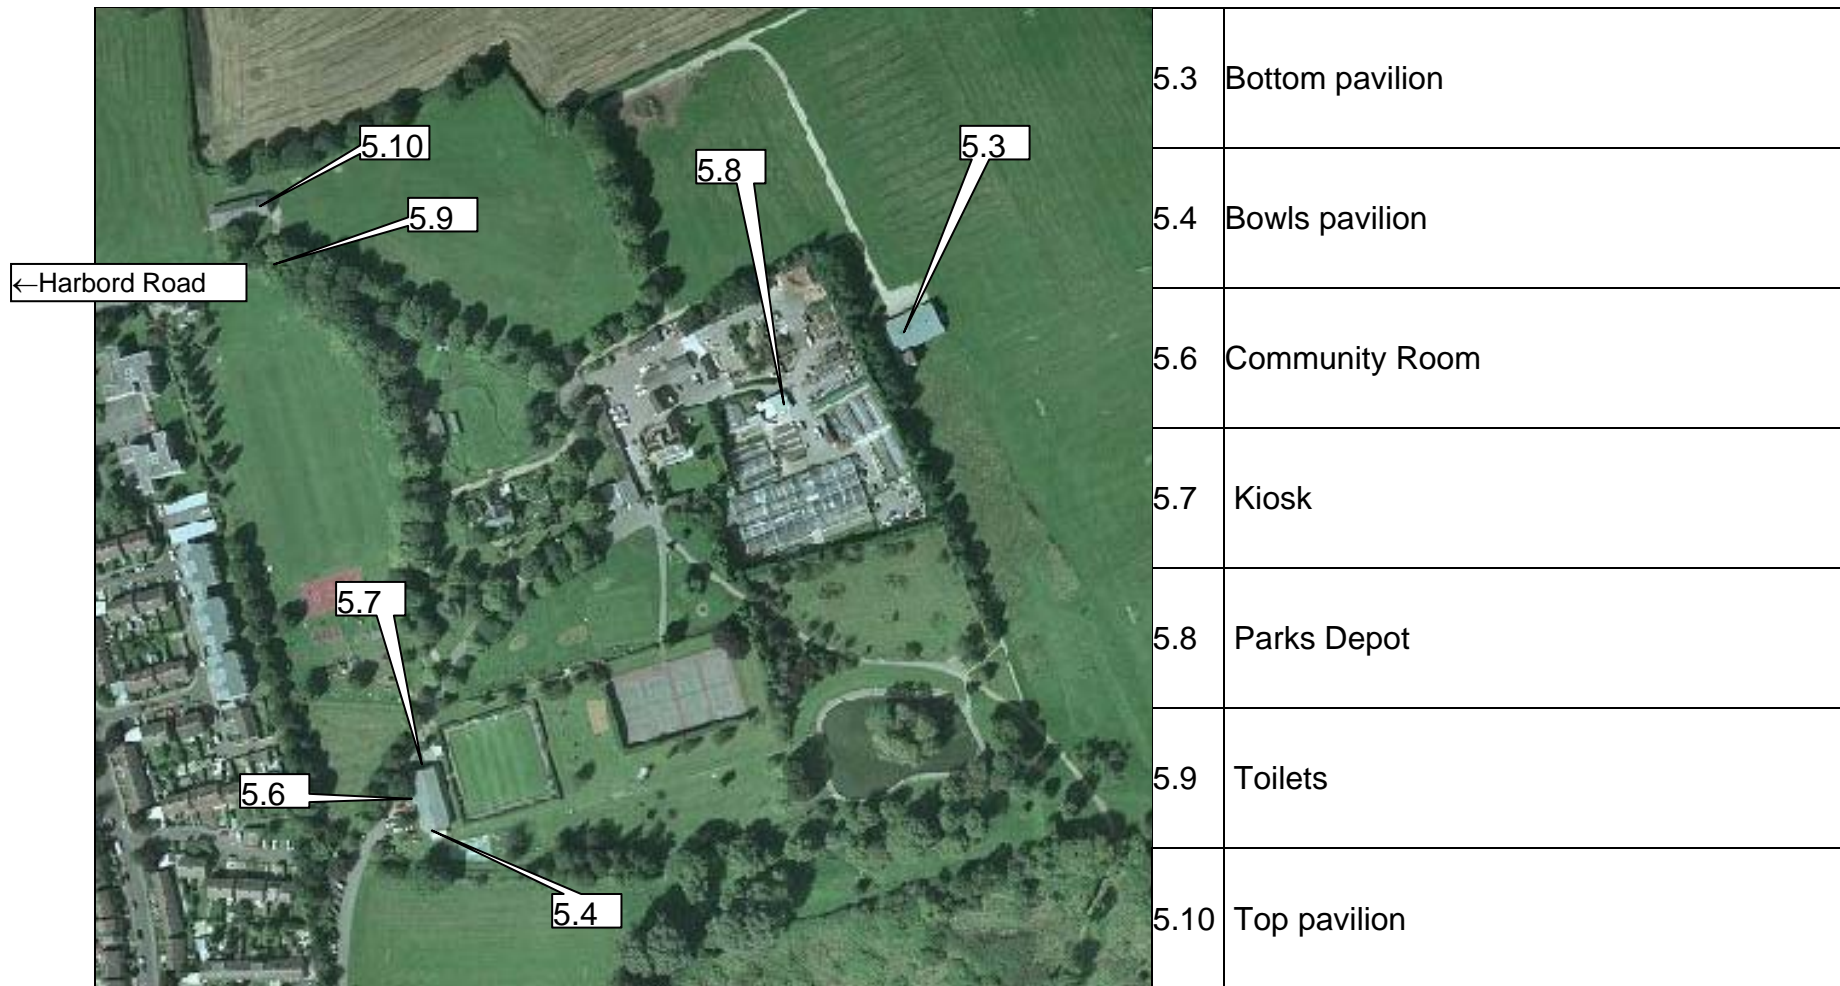 5.10
5.9
5.8
5.3
←Harbord Road
5.7
5.6
5.4
5.3 Bottom pavilion
5.4 Bowls pavilion
5.6 Community Room
5.7 Kiosk
5.8 Parks Depot
5.9 Toilets
5.10 Top pavilion